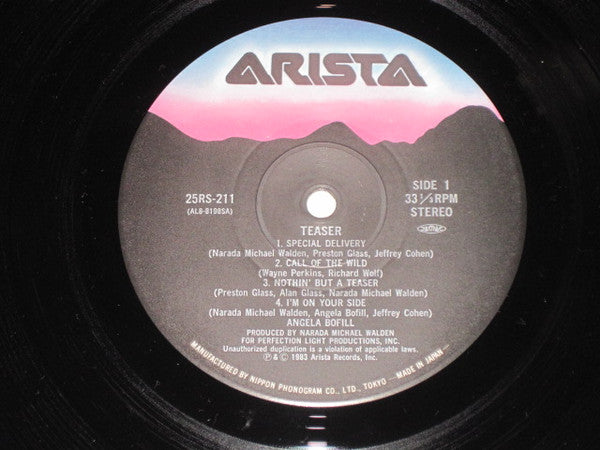 ARISTA
25RS-211
(AL8-8198SA)
SIDE 1
33 1/3 RPM
STEREO
TEASER
1. SPECIAL DELIVERY
(Narada Michael Walden, Preston Glass, Jeffrey Cohen)
2. CALL OF THE WILD
(Wayne Perkins, Richard Wolf)
3. NOTHIN' BUT A TEASER
(Preston Glass, Alan Glass, Narada Michael Walden)
4. I'M ON YOUR SIDE
(Narada Michael Walden, Angela Bofill, Jeffrey Cohen)
ANGELA BOFILL
PRODUCED BY NARADA MICHAEL WALDEN
FOR PERFECTION LIGHT PRODUCTIONS, INC.
Unauthorized duplication is a violation of applicable laws.
℗ & © 1983 Arista Records, Inc.
MANUFACTURED BY NIPPON PHONOGRAM CO., LTD., TOKYO — MADE IN JAPAN —